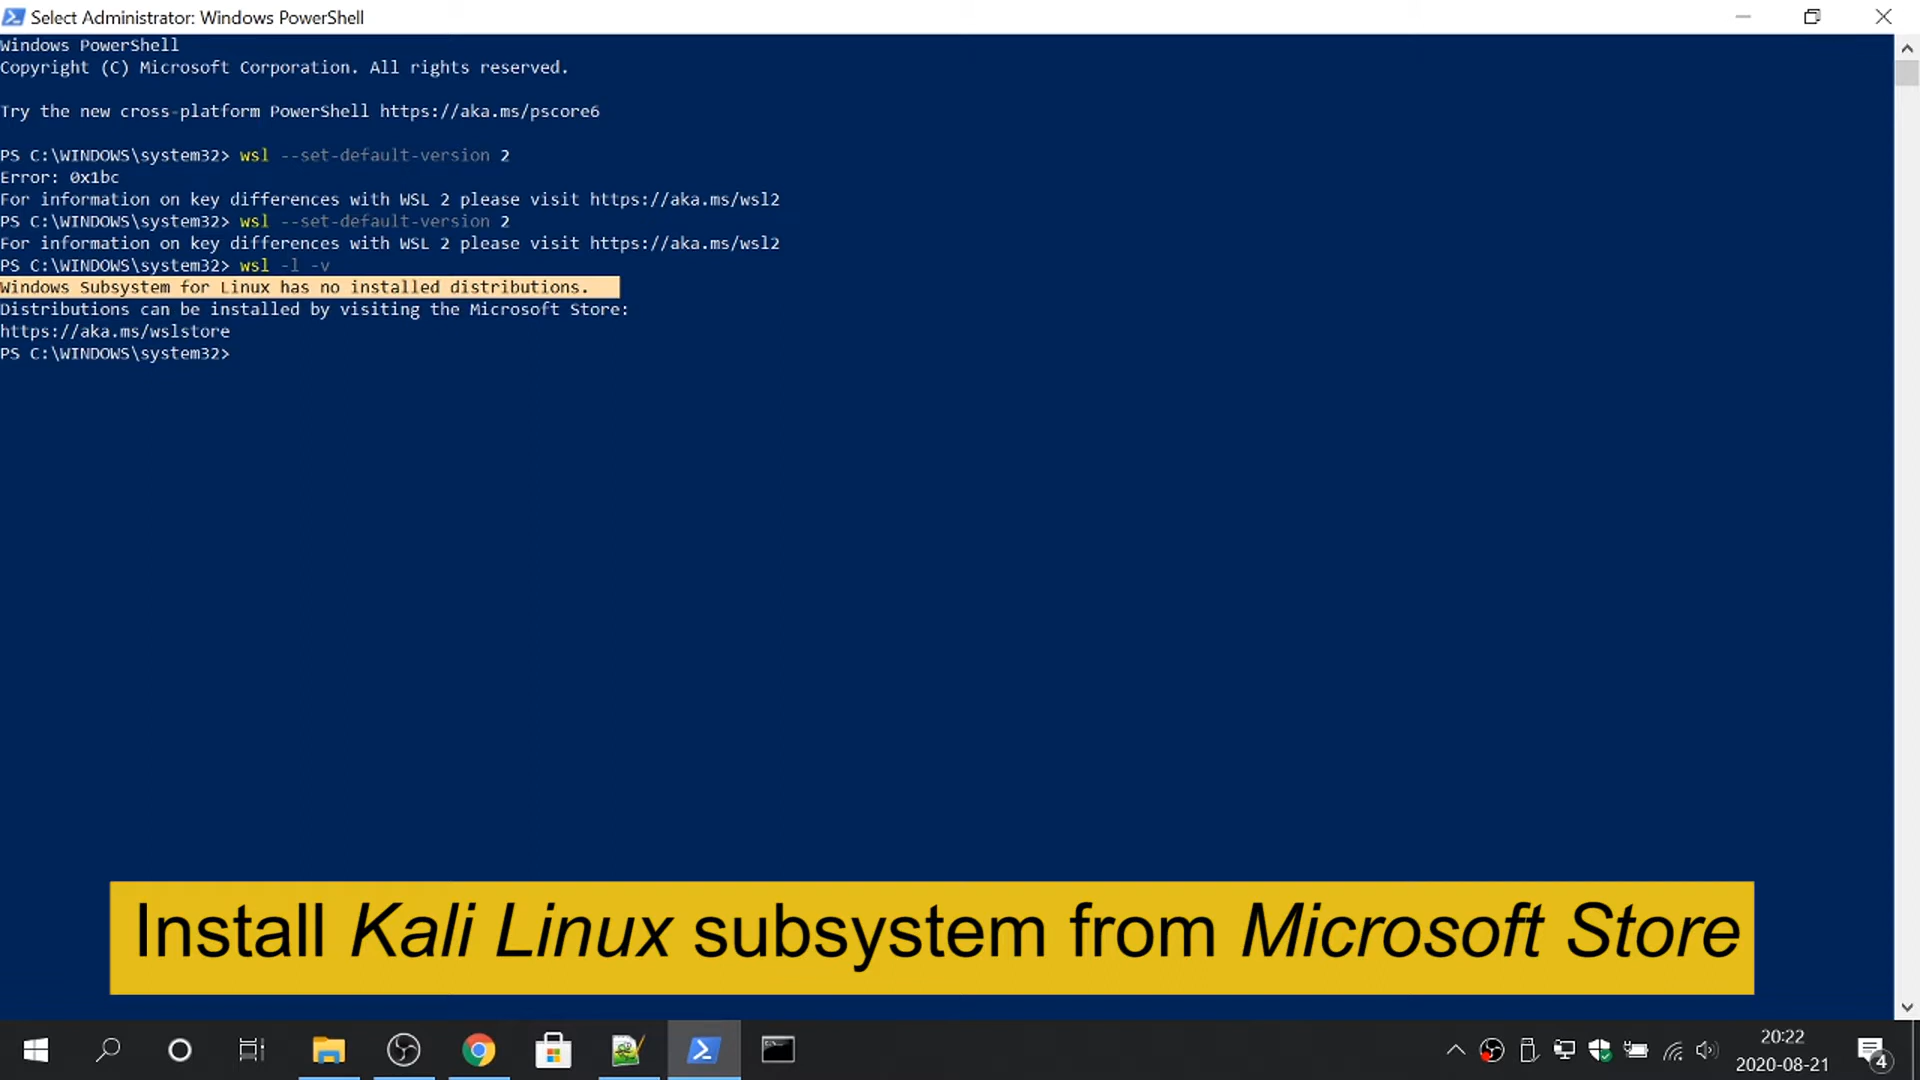 Select Administrator: Windows PowerShell
Windows PowerShell
Copyright (C) Microsoft Corporation. All rights reserved.
Try the new cross-platform PowerShell https://aka.ms/pscore6
PS C:\WINDOWS\system32> wsl --set-default-version 2
Error: 0x1bc
For information on key differences with WSL 2 please visit https://aka.ms/wsl2
PS C:\WINDOWS\system32> wsl --set-default-version 2
For information on key differences with WSL 2 please visit https://aka.ms/wsl2
PS C:\WINDOWS\system32> wsl -l -v
Windows Subsystem for Linux has no installed distributions.
Distributions can be installed by visiting the Microsoft Store:
https://aka.ms/wslstore
PS C:\WINDOWS\system32>
Install Kali Linux subsystem from Microsoft Store
20:22
2020-08-21
4